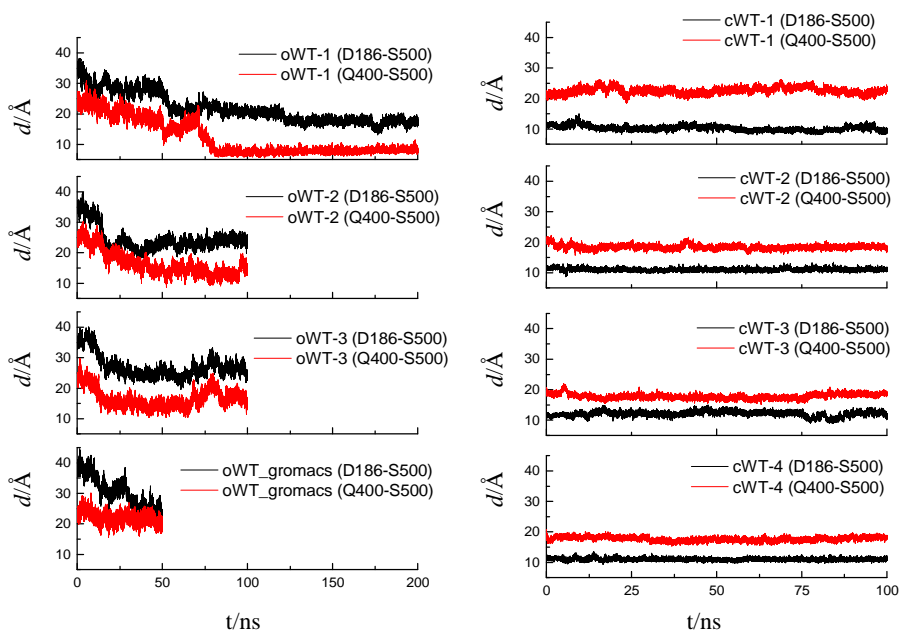 oWT-1 (D186-S500)
oWT-1 (Q400-S500)
d/Å
40
30
20
10
oWT-2 (D186-S500)
oWT-2 (Q400-S500)
d/Å
40
30
20
10
oWT-3 (D186-S500)
oWT-3 (Q400-S500)
d/Å
40
30
20
10
oWT_gromacs (D186-S500)
oWT_gromacs (Q400-S500)
d/Å
40
30
20
10
0 50 100 150 200
t/ns
cWT-1 (D186-S500)
cWT-1 (Q400-S500)
d/Å
40
30
20
10
cWT-2 (D186-S500)
cWT-2 (Q400-S500)
d/Å
40
30
20
10
cWT-3 (D186-S500)
cWT-3 (Q400-S500)
d/Å
40
30
20
10
cWT-4 (D186-S500)
cWT-4 (Q400-S500)
d/Å
40
30
20
10
0 25 50 75 100
t/ns